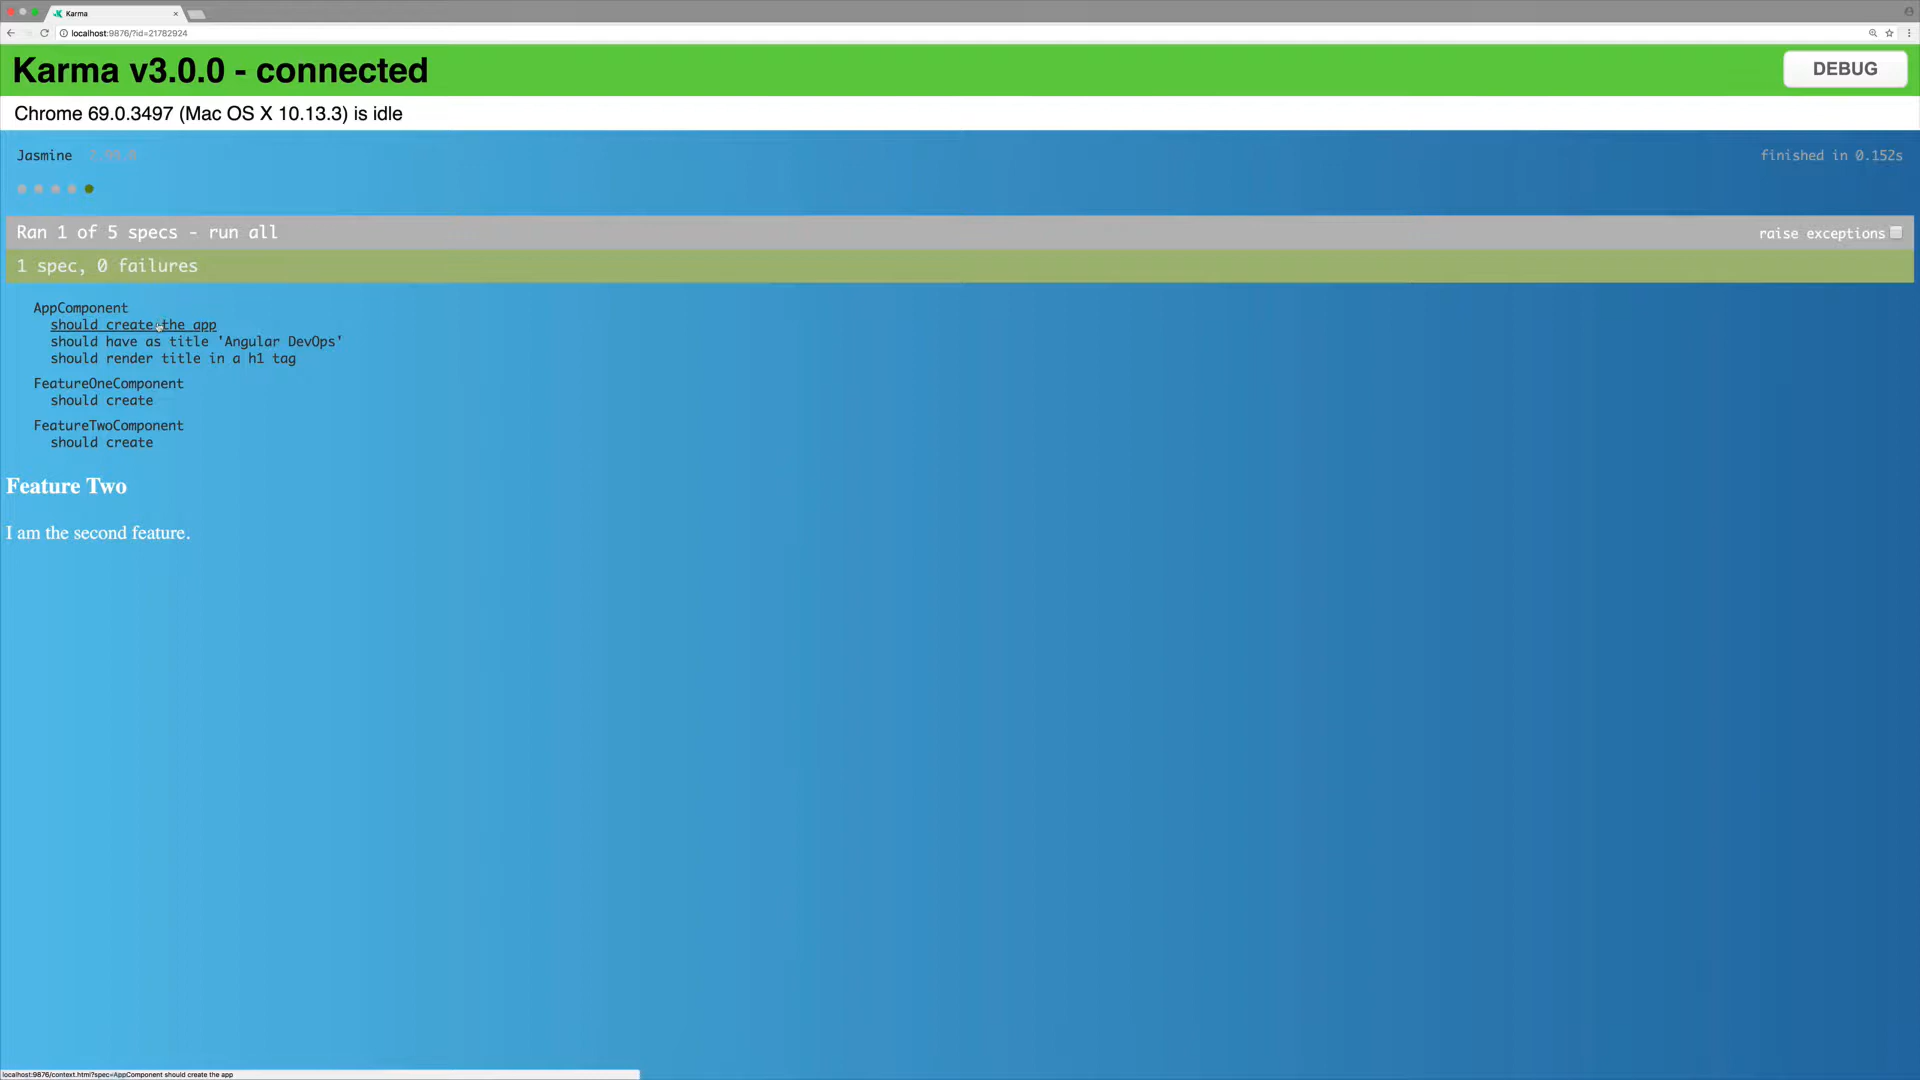 Karma
localhost:9876/?id=21782924
Karma v3.0.0 - connected
DEBUG
Chrome 69.0.3497 (Mac OS X 10.13.3) is idle
Jasmine 2.99.0
finished in 0.152s
Ran 1 of 5 specs - run all
raise exceptions
1 spec, 0 failures
AppComponent
should create the app
should have as title 'Angular DevOps'
should render title in a h1 tag
FeatureOneComponent
should create
FeatureTwoComponent
should create
Feature Two
I am the second feature.
localhost:9876/context.html?spec=AppComponent should create the app